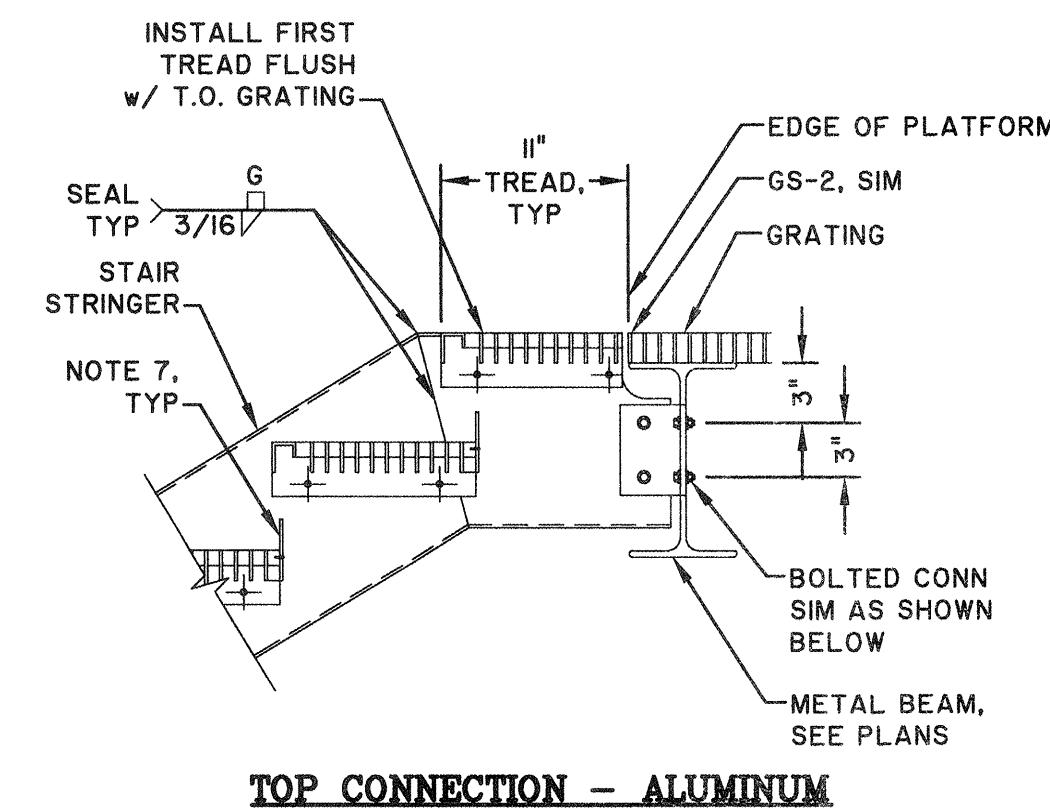 INSTALL FIRST
TREAD FLUSH
w/ T.O. GRATING
EDGE OF PLATFORM
11"
TREAD,
TYP
GS-2, SIM
G
SEAL
TYP
3/16
GRATING
STAIR
STRINGER
NOTE 7,
TYP
3"
3"
BOLTED CONN
SIM AS SHOWN
BELOW
METAL BEAM,
SEE PLANS
TOP CONNECTION - ALUMINUM